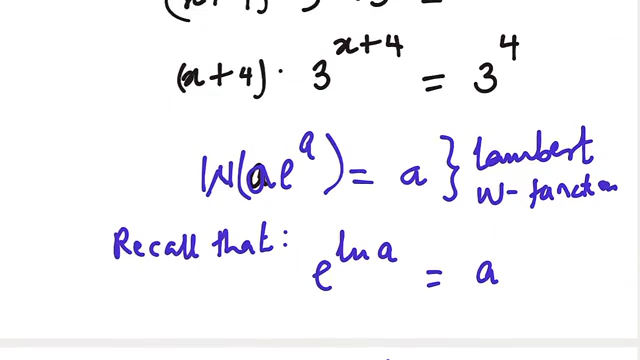 (x+4) · 3^{x+4} = 3^4
W(ae^a) = a } Lambert W-function
Recall that: e^{ln a} = a